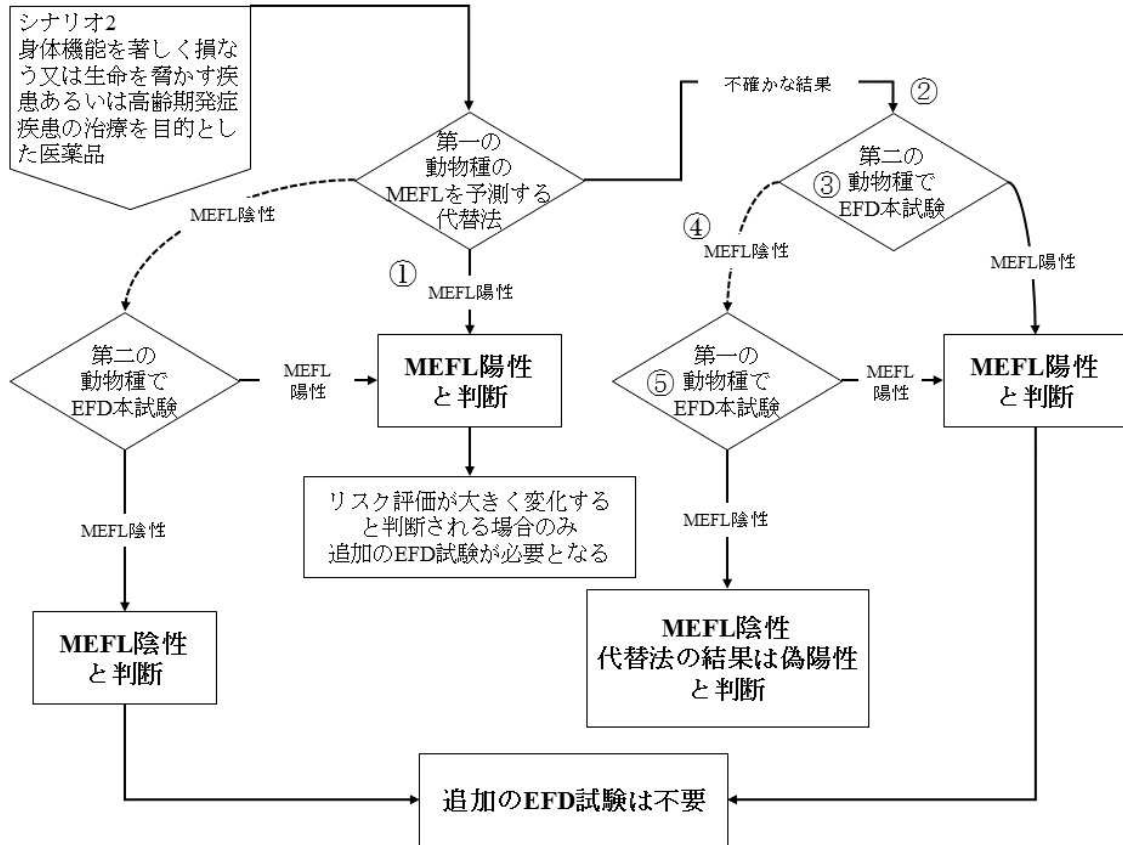 シナリオ2
身体機能を著しく損な
う又は生命を脅かす疾
患あるいは高齢期発症
疾患の治療を目的とし
た医薬品
不確かな結果
②
第一の
動物種の
MEFLを予測する
代替法
第二の
③動物種で
EFD本試験
MEFL陰性
④
MEFL陰性
MEFL陽性
①
MEFL陽性
第二の
動物種で
EFD本試験
MEFL
陽性
MEFL陽性
と判断
第一の
⑤動物種で
EFD本試験
MEFL
陽性
MEFL陽性
と判断
リスク評価が大きく変化する
と判断される場合のみ
追加のEFD試験が必要となる
MEFL陰性
MEFL陰性
MEFL陰性
と判断
MEFL陰性
代替法の結果は偽陽性
と判断
追加のEFD試験は不要